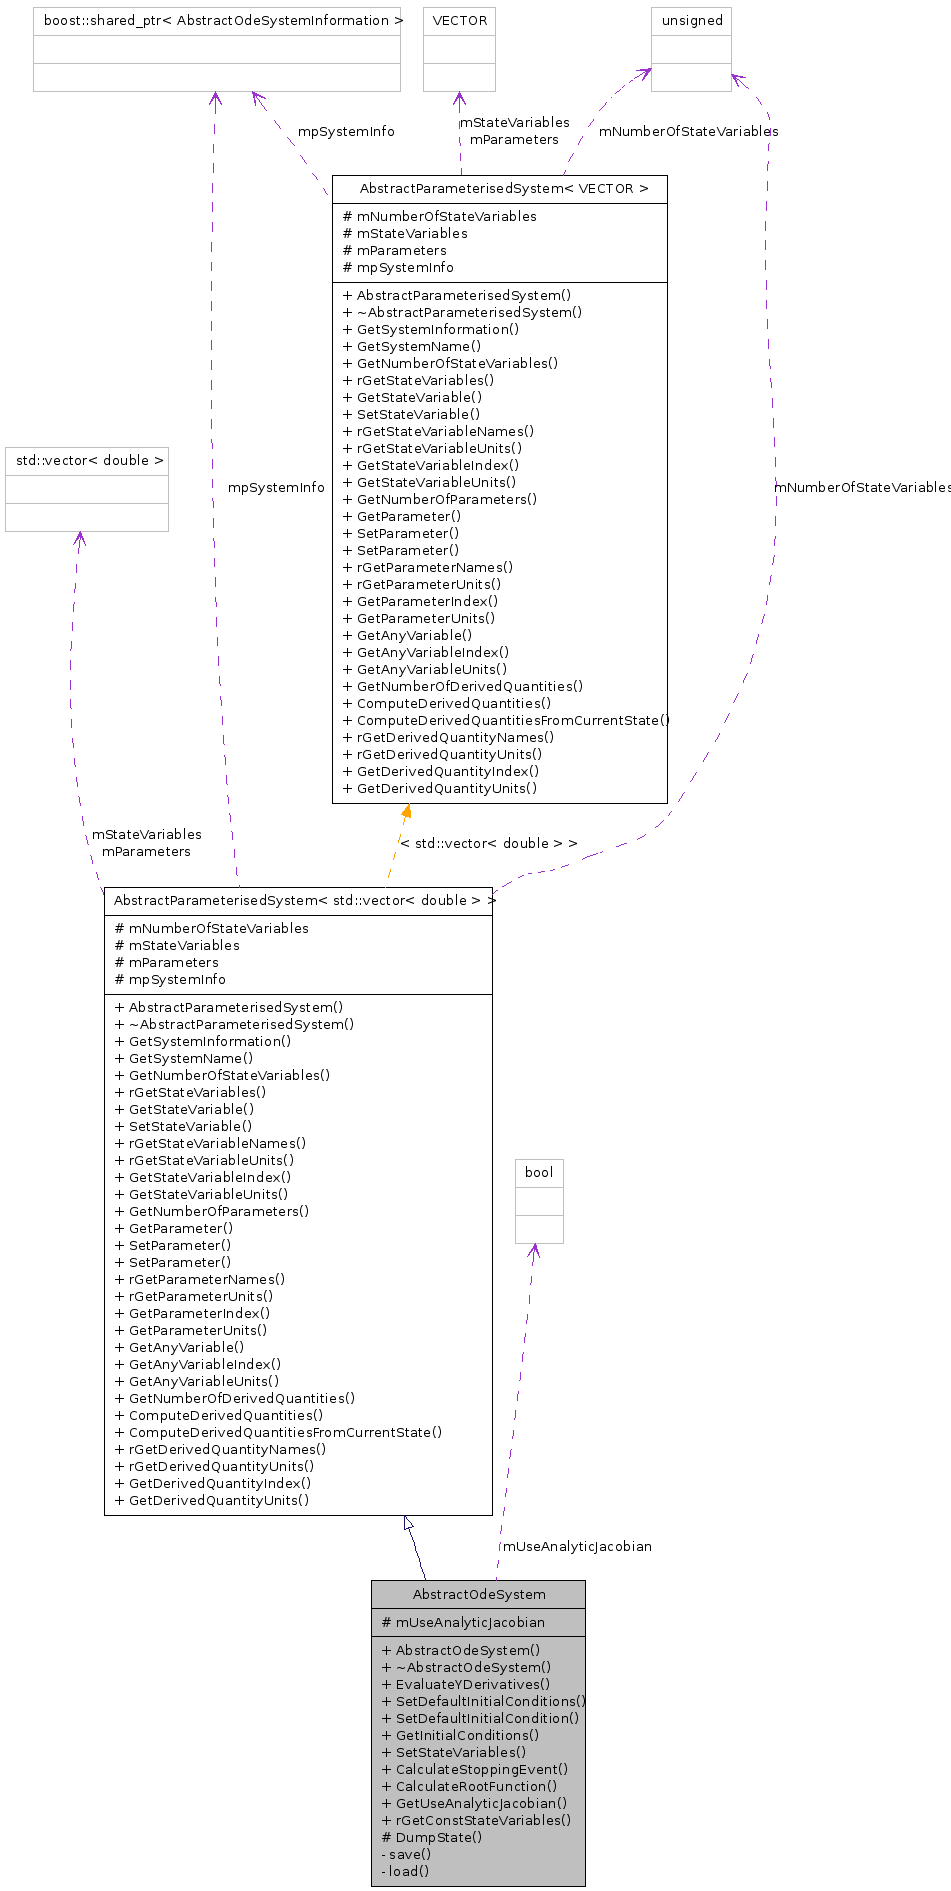 boost::shared_ptr< AbstractOdeSystemInformation >
VECTOR
unsigned
mpSystemInfo
mStateVariables
mParameters
mNumberOfStateVariables
AbstractParameterisedSystem< VECTOR >
# mNumberOfStateVariables
# mStateVariables
# mParameters
# mpSystemInfo
+ AbstractParameterisedSystem()
+ ~AbstractParameterisedSystem()
+ GetSystemInformation()
+ GetSystemName()
+ GetNumberOfStateVariables()
+ rGetStateVariables()
+ GetStateVariable()
+ SetStateVariable()
+ rGetStateVariableNames()
+ rGetStateVariableUnits()
+ GetStateVariableIndex()
+ GetStateVariableUnits()
+ GetNumberOfParameters()
+ GetParameter()
+ SetParameter()
+ SetParameter()
+ rGetParameterNames()
+ rGetParameterUnits()
+ GetParameterIndex()
+ GetParameterUnits()
+ GetAnyVariable()
+ GetAnyVariableIndex()
+ GetAnyVariableUnits()
+ GetNumberOfDerivedQuantities()
+ ComputeDerivedQuantities()
+ ComputeDerivedQuantitiesFromCurrentState()
+ rGetDerivedQuantityNames()
+ rGetDerivedQuantityUnits()
+ GetDerivedQuantityIndex()
+ GetDerivedQuantityUnits()
std::vector< double >
mpSystemInfo
mNumberOfStateVariables
mStateVariables
mParameters
< std::vector< double > >
AbstractParameterisedSystem< std::vector< double > >
# mNumberOfStateVariables
# mStateVariables
# mParameters
# mpSystemInfo
+ AbstractParameterisedSystem()
+ ~AbstractParameterisedSystem()
+ GetSystemInformation()
+ GetSystemName()
+ GetNumberOfStateVariables()
+ rGetStateVariables()
+ GetStateVariable()
+ SetStateVariable()
+ rGetStateVariableNames()
+ rGetStateVariableUnits()
+ GetStateVariableIndex()
+ GetStateVariableUnits()
+ GetNumberOfParameters()
+ GetParameter()
+ SetParameter()
+ SetParameter()
+ rGetParameterNames()
+ rGetParameterUnits()
+ GetParameterIndex()
+ GetParameterUnits()
+ GetAnyVariable()
+ GetAnyVariableIndex()
+ GetAnyVariableUnits()
+ GetNumberOfDerivedQuantities()
+ ComputeDerivedQuantities()
+ ComputeDerivedQuantitiesFromCurrentState()
+ rGetDerivedQuantityNames()
+ rGetDerivedQuantityUnits()
+ GetDerivedQuantityIndex()
+ GetDerivedQuantityUnits()
bool
mUseAnalyticJacobian
AbstractOdeSystem
# mUseAnalyticJacobian
+ AbstractOdeSystem()
+ ~AbstractOdeSystem()
+ EvaluateYDerivatives()
+ SetDefaultInitialConditions()
+ SetDefaultInitialCondition()
+ GetInitialConditions()
+ SetStateVariables()
+ CalculateStoppingEvent()
+ CalculateRootFunction()
+ GetUseAnalyticJacobian()
+ rGetConstStateVariables()
# DumpState()
- save()
- load()